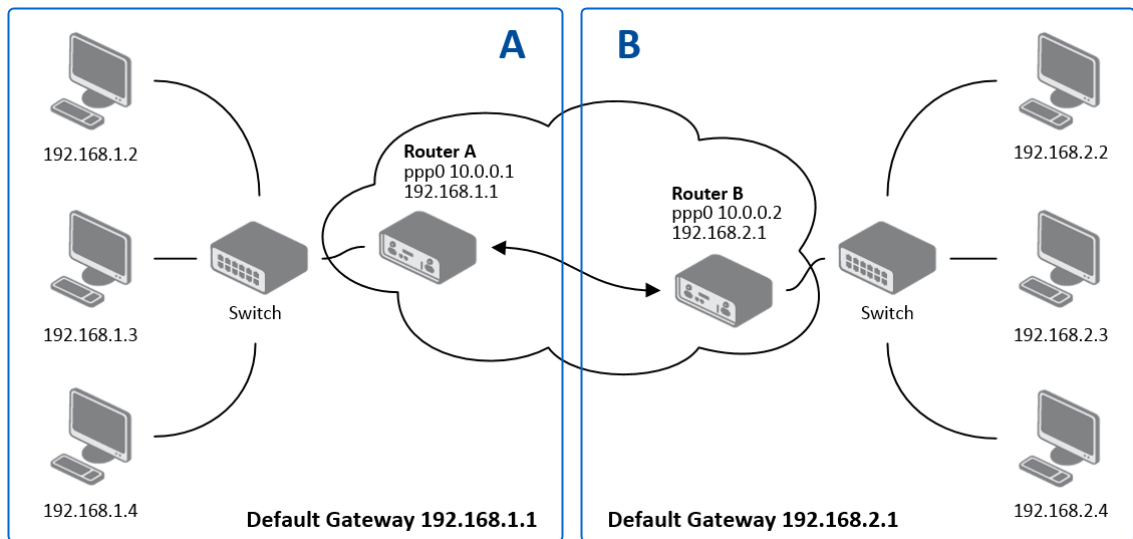 A
B
192.168.1.2
192.168.1.3
192.168.1.4
Switch
Router A
ppp0 10.0.0.1
192.168.1.1
Default Gateway 192.168.1.1
Router B
ppp0 10.0.0.2
192.168.2.1
Switch
192.168.2.2
192.168.2.3
192.168.2.4
Default Gateway 192.168.2.1